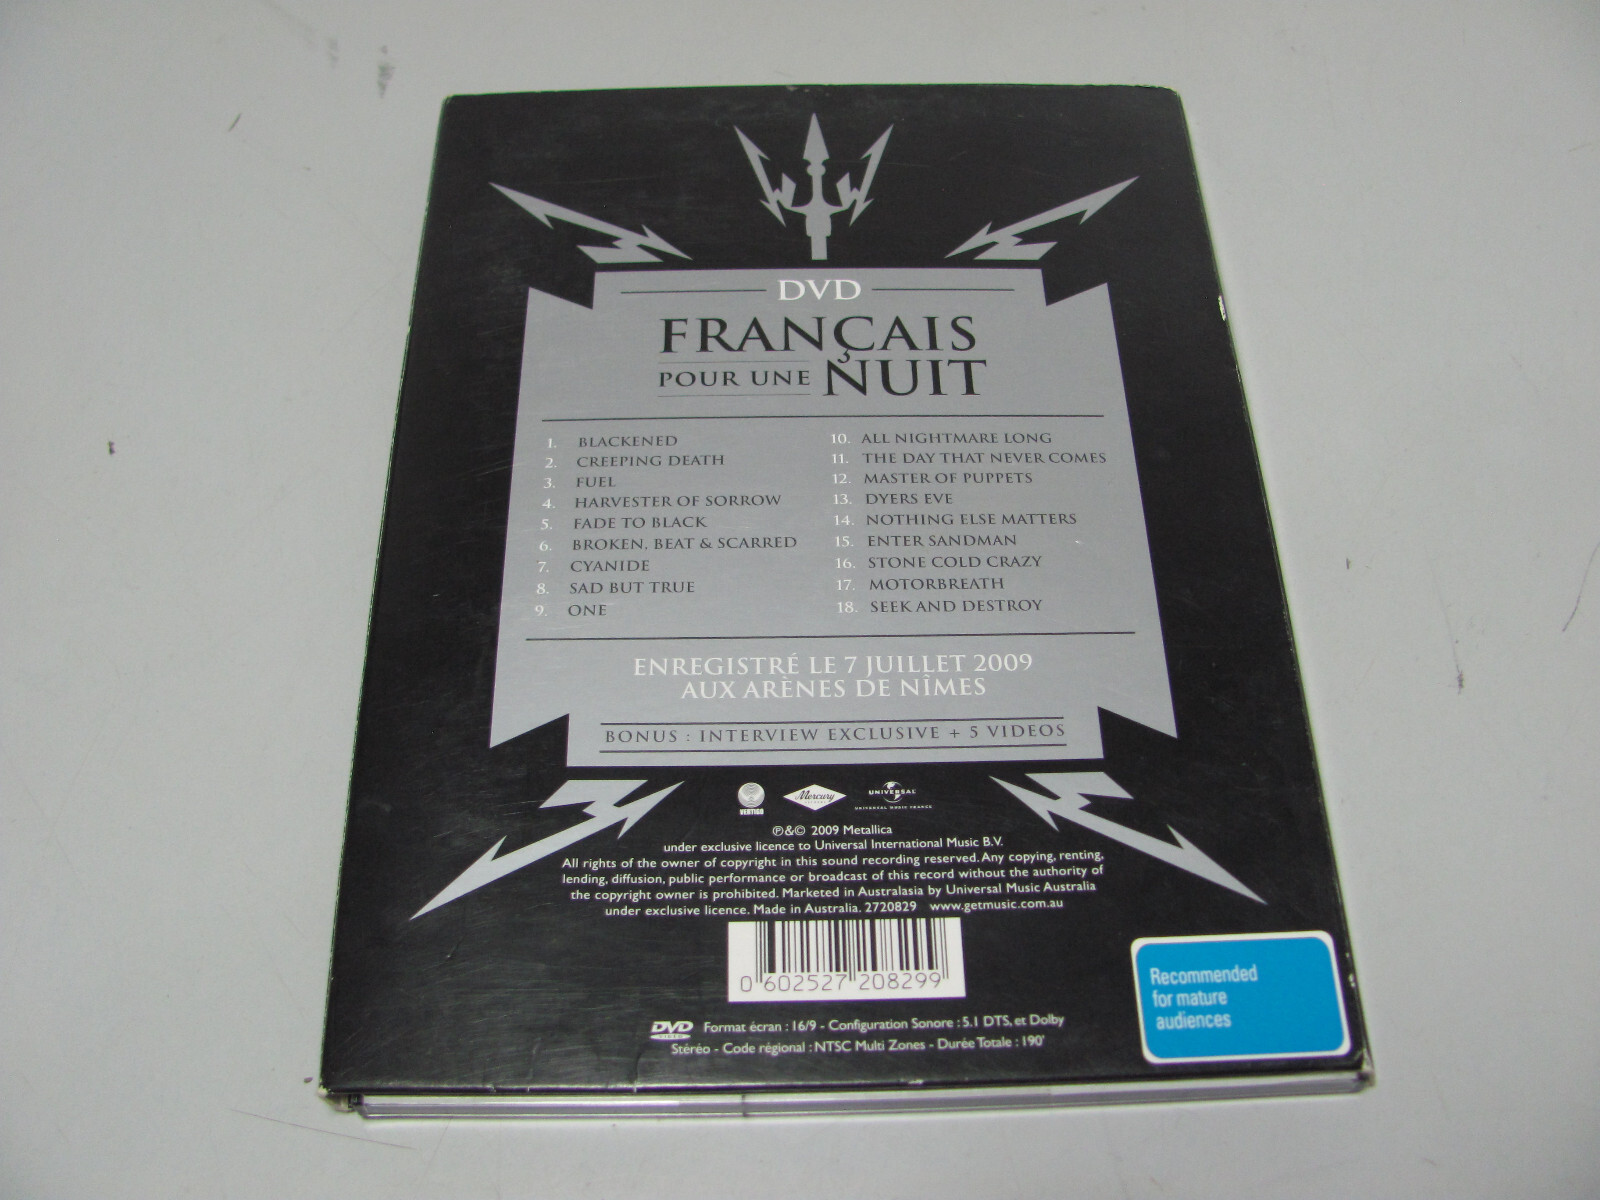 DVD
FRANÇAIS
POUR UNE NUIT
1. BLACKENED
2. CREEPING DEATH
3. FUEL
4. HARVESTER OF SORROW
5. FADE TO BLACK
6. BROKEN, BEAT & SCARRED
7. CYANIDE
8. SAD BUT TRUE
9. ONE
10. ALL NIGHTMARE LONG
11. THE DAY THAT NEVER COMES
12. MASTER OF PUPPETS
13. DYERS EVE
14. NOTHING ELSE MATTERS
15. ENTER SANDMAN
16. STONE COLD CRAZY
17. MOTORBREATH
18. SEEK AND DESTROY
ENREGISTRÉ LE 7 JUILLET 2009
AUX ARÈNES DE NÎMES
BONUS : INTERVIEW EXCLUSIVE + 5 VIDEOS
VERTIGO
Mercury
UNIVERSAL
UNIVERSAL MUSIC FRANCE
℗&© 2009 Metallica
under exclusive licence to Universal International Music B.V.
All rights of the owner of copyright in this sound recording reserved. Any copying, renting,
lending, diffusion, public performance or broadcast of this record without the authority of
the copyright owner is prohibited. Marketed in Australasia by Universal Music Australia
under exclusive licence. Made in Australia. 2720829 www.getmusic.com.au
0 602527 208299
DVD VIDEO Format écran : 16/9 - Configuration Sonore : 5.1 DTS, et Dolby
Stéréo - Code régional : NTSC Multi Zones - Durée Totale : 190'
Recommended
for mature
audiences